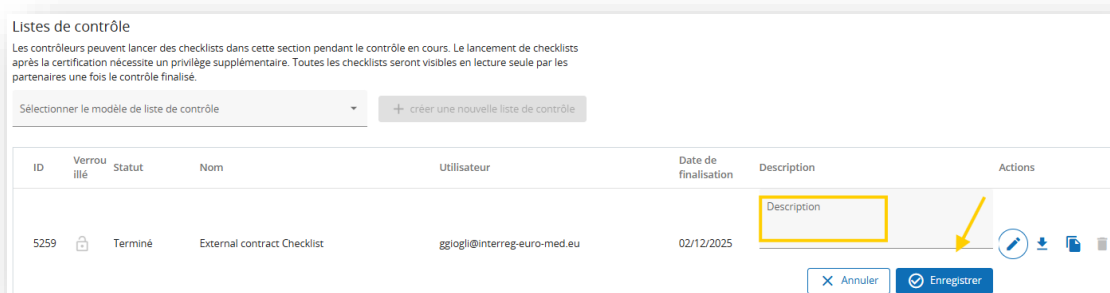 Listes de contrôle
Les contrôleurs peuvent lancer des checklists dans cette section pendant le contrôle en cours. Le lancement de checklists
après la certification nécessite un privilège supplémentaire. Toutes les checklists seront visibles en lecture seule par les
partenaires une fois le contrôle finalisé.
Sélectionner le modèle de liste de contrôle
+ créer une nouvelle liste de contrôle
ID Verrou Statut Nom Utilisateur Date de Description Actions
illé finalisation
Description
5259 Terminé External contract Checklist ggiogli@interreg-euro-med.eu 02/12/2025
Annuler Enregistrer